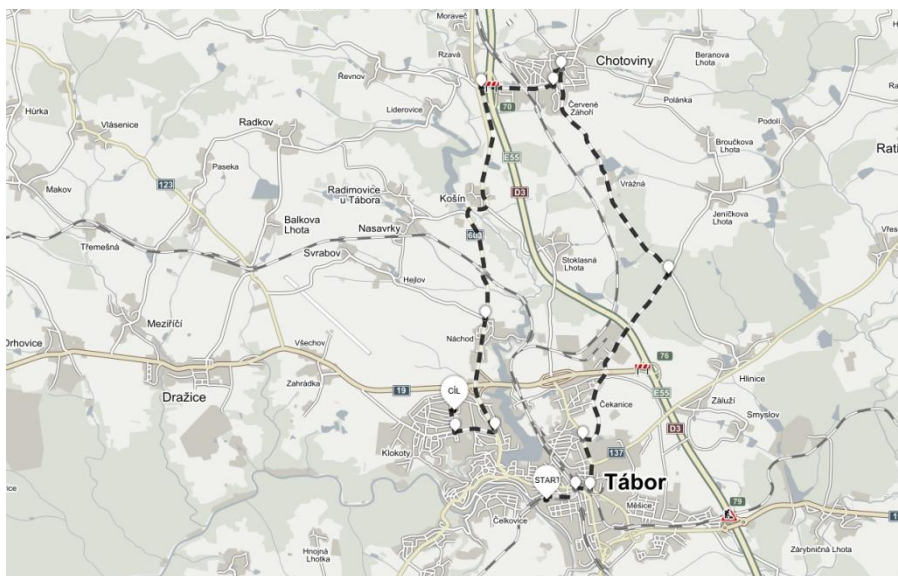 Moraveč
Rzavá
Chotoviny
Beranova
Lhota
Řevnov
Hůrka
Liderovice
70
Červené
Záhoří
Polánka
Vlásenice
Radkov
Podolí
Broučkova
Lhota
Paseka
E55
Rati
123
D3
Makov
Radimovice
u Tábora
Košín
Vrážná
Balkova
Lhota
Jeníčkova
Lhota
Nasavrky
603
Třemešná
Svrabov
Stoklasná
Lhota
Vřes
Hejlov
Meziříčí
Náchod
Drhovice
Všechov
76
Zahrádka
19
CÍL
Hlinice
Dražice
Čekanice
E55
Záluží
Smyslov
D3
Klokoty
137
START
Tábor
Měšice
79
Čelkovice
Hnojná
Lhotka
Zárybničná Lhota